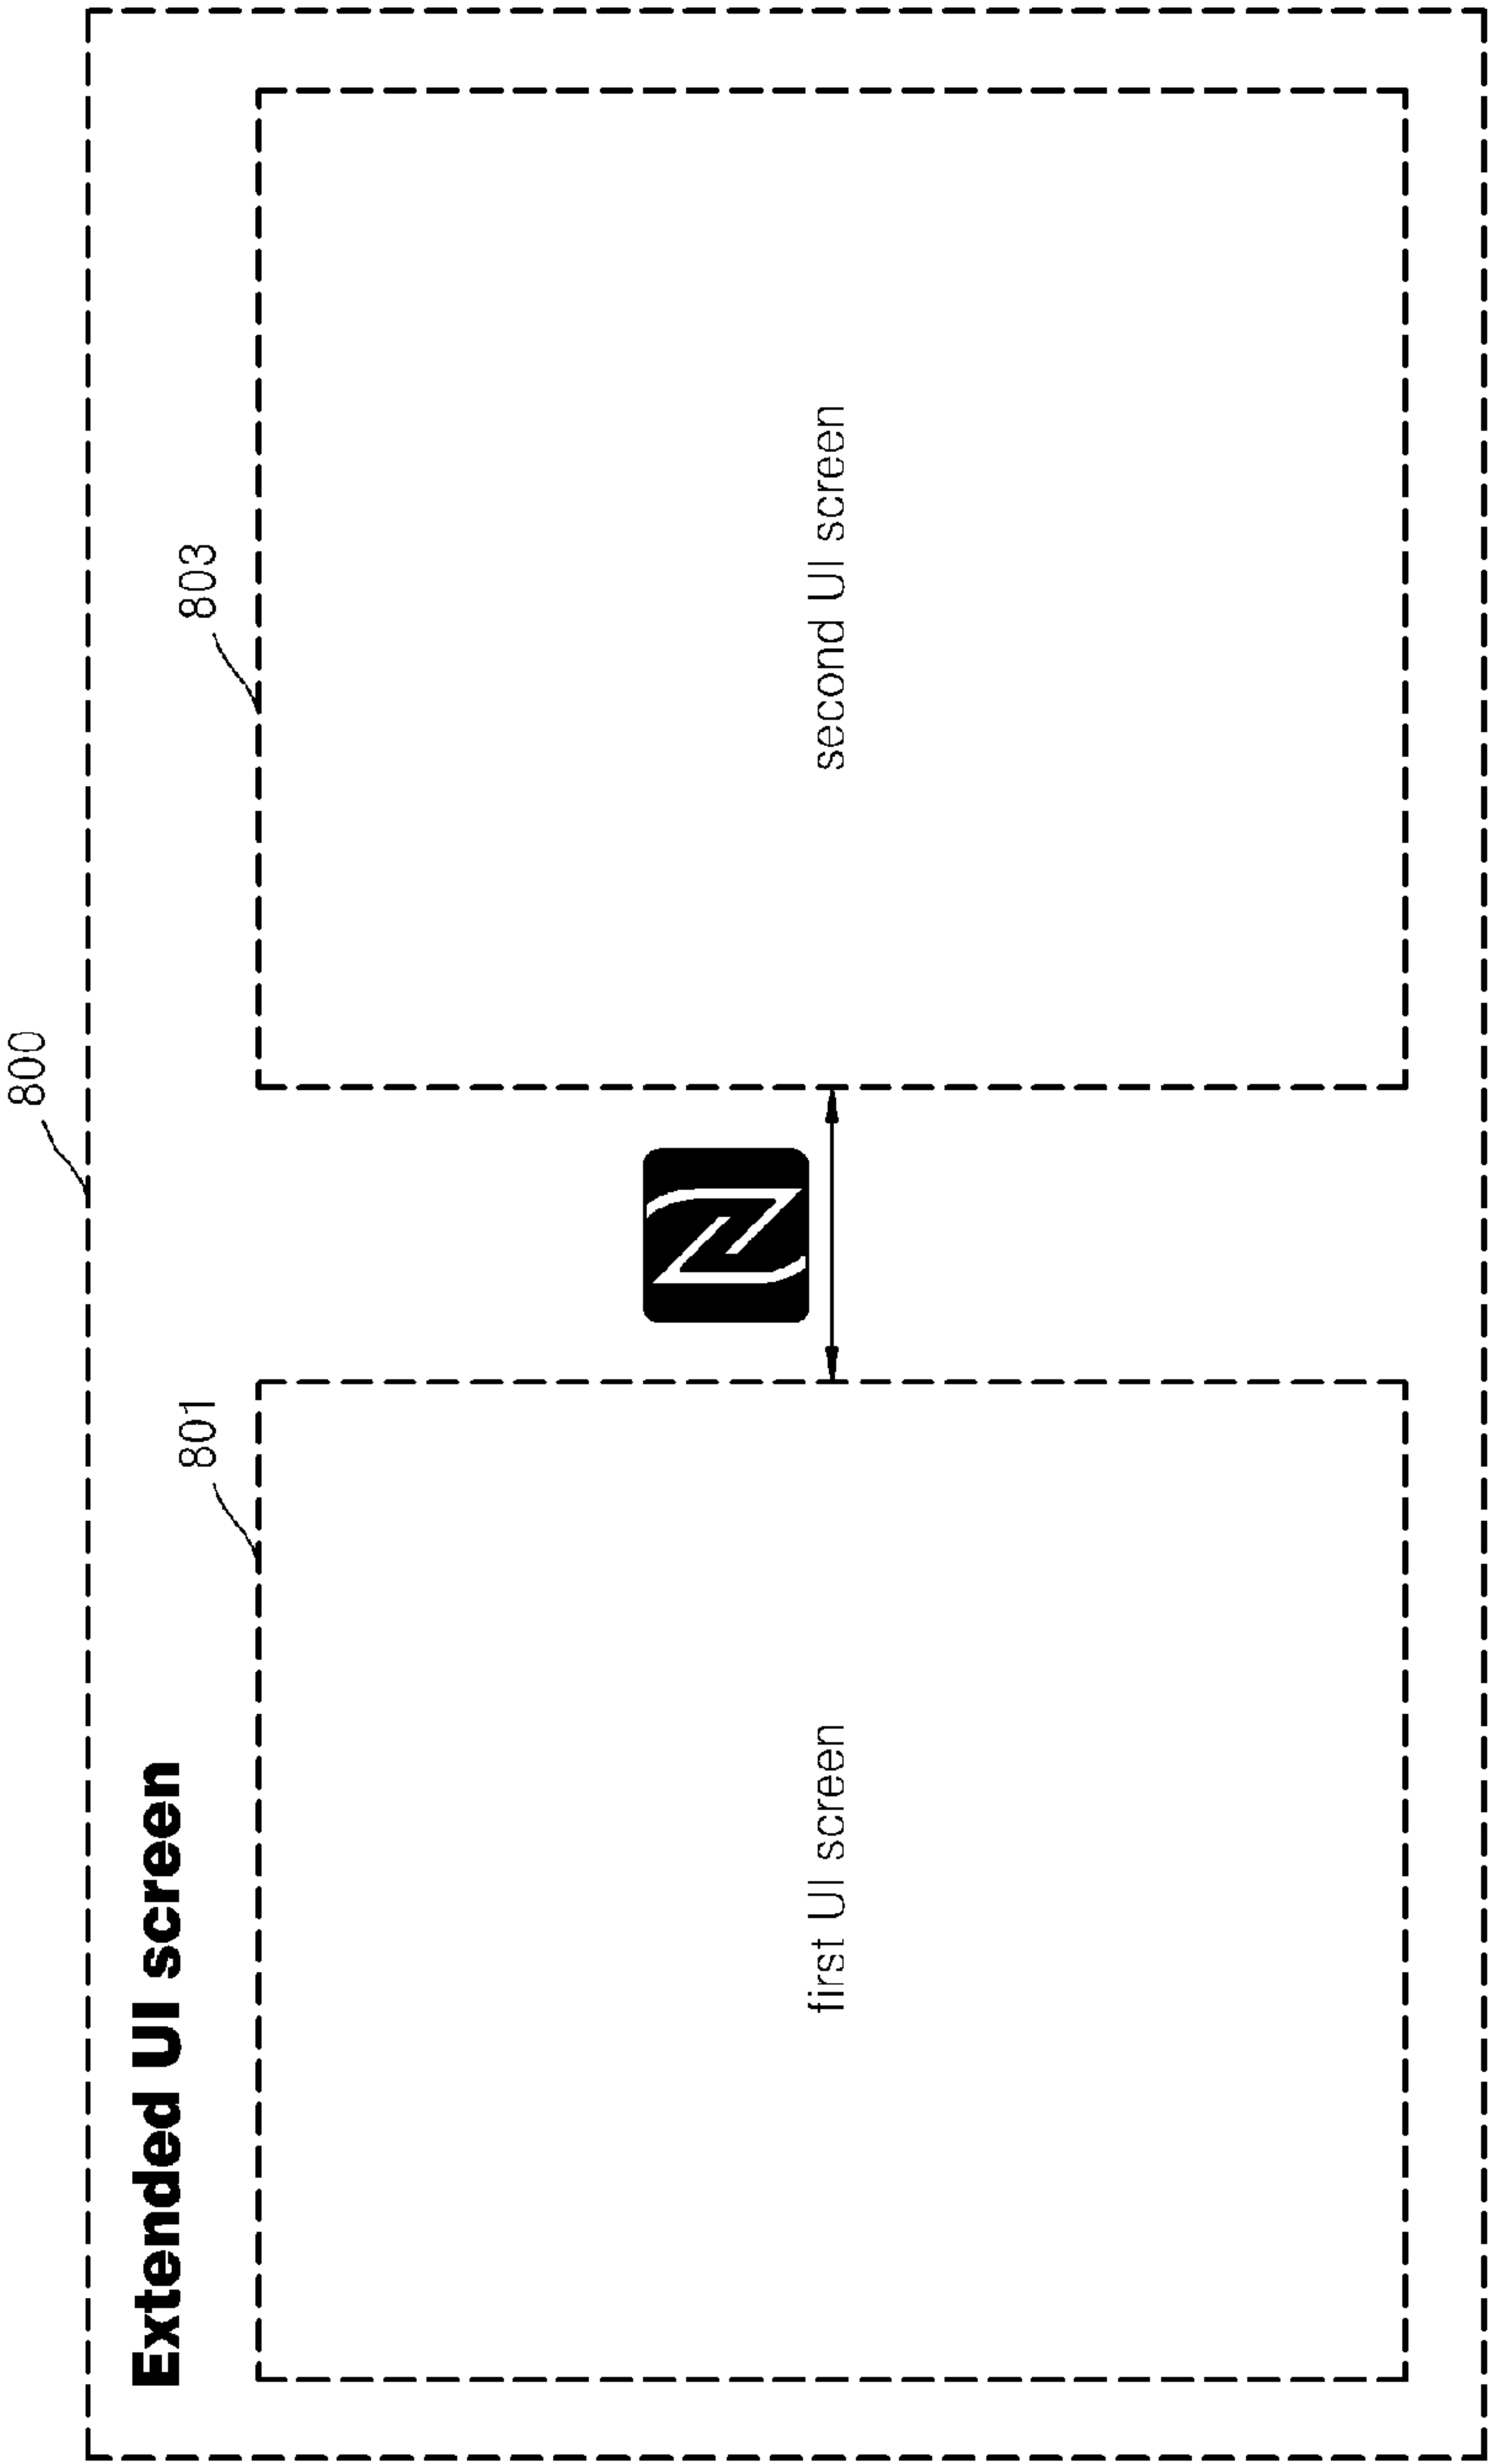 800
Extended UI screen
801
803
first UI screen
second UI screen